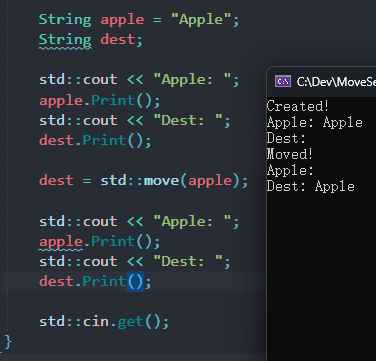 String apple = "Apple";
String dest;
std::cout << "Apple: ";
apple.Print();
std::cout << "Dest: ";
dest.Print();
dest = std::move(apple);
std::cout << "Apple: ";
apple.Print();
std::cout << "Dest: ";
dest.Print();
std::cin.get();
}
C:\Dev\MoveSe
Created!
Apple: Apple
Dest:
Moved!
Apple:
Dest: Apple